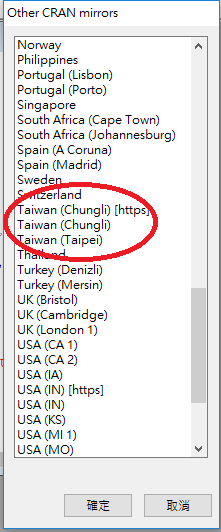 Other CRAN mirrors
Norway
Philippines
Portugal (Lisbon)
Portugal (Porto)
Singapore
South Africa (Cape Town)
South Africa (Johannesburg)
Spain (A Coruna)
Spain (Madrid)
Sweden
Switzerland
Taiwan (Chungli) [https]
Taiwan (Chungli)
Taiwan (Taipei)
Thailand
Turkey (Denizli)
Turkey (Mersin)
UK (Bristol)
UK (Cambridge)
UK (London 1)
USA (CA 1)
USA (CA 2)
USA (IA)
USA (IN) [https]
USA (IN)
USA (KS)
USA (MI 1)
USA (MO)
確定 取消